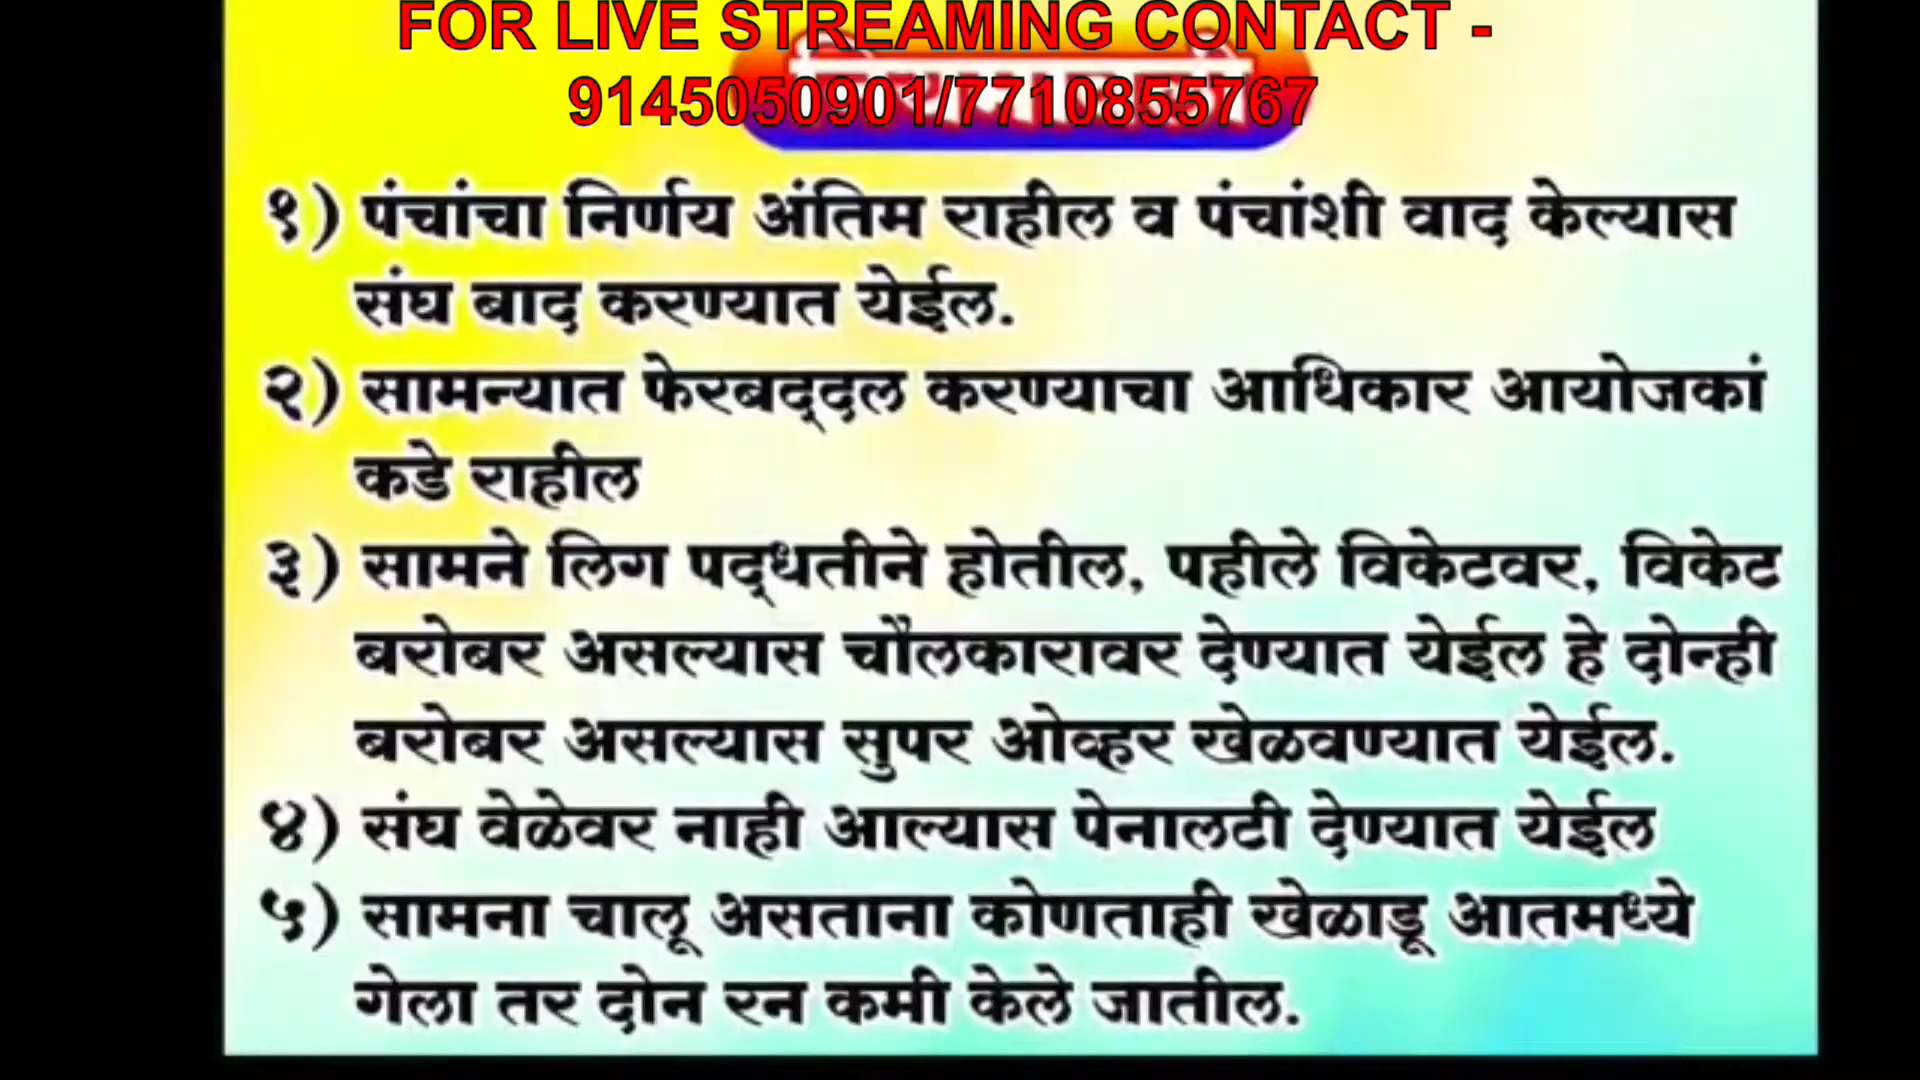 FOR LIVE STREAMING CONTACT -
9145050901/7710855767
१) पंचांचा निर्णय अंतिम राहील व पंचांशी वाद केल्यास
संघ बाद करण्यात येईल.
२) सामन्यात फेरबद्दल करण्याचा आधिकार आयोजकां
कडे राहील
३) सामने लिग पद्धतीने होतील, पहीले विकेटवर, विकेट
बरोबर असल्यास चौलकारावर देण्यात येईल हे दोन्ही
बरोबर असल्यास सुपर ओव्हर खेळवण्यात येईल.
४) संघ वेळेवर नाही आल्यास पेनालटी देण्यात येईल
५) सामना चालू असताना कोणताही खेळाडू आतमध्ये
गेला तर दोन रन कमी केले जातील.